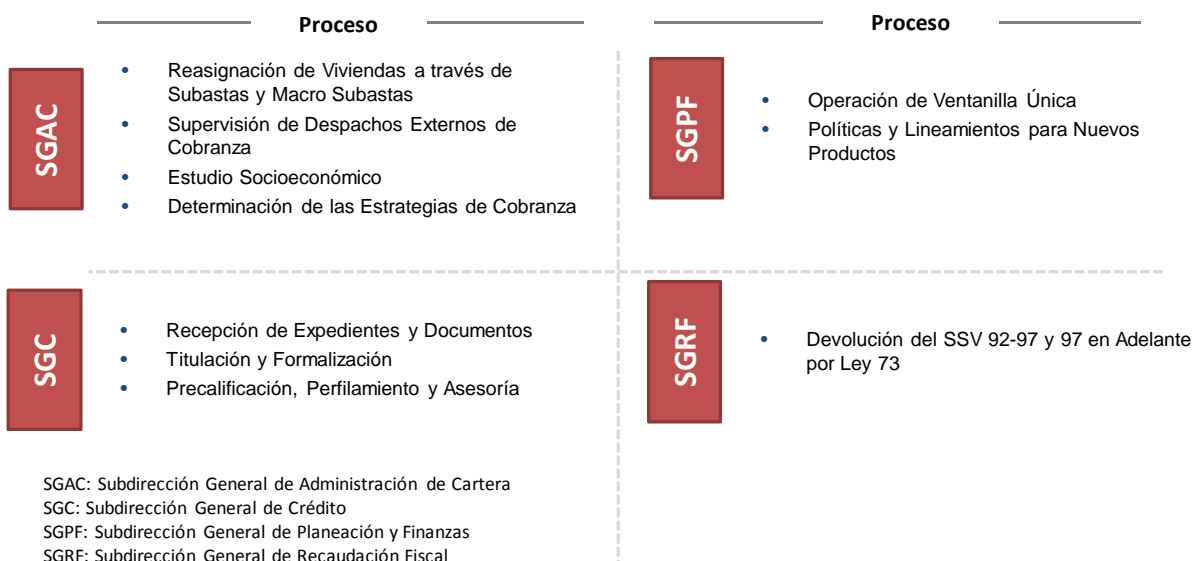 Proceso
SGAC
Reasignación de Viviendas a través de
Subastas y Macro Subastas
Supervisión de Despachos Externos de
Cobranza
Estudio Socioeconómico
Determinación de las Estrategias de Cobranza
Proceso
SGPF
Operación de Ventanilla Única
Políticas y Lineamientos para Nuevos
Productos
SGC
Recepción de Expedientes y Documentos
Titulación y Formalización
Precalificación, Perfilamiento y Asesoría
SGRF
Devolución del SSV 92-97 y 97 en Adelante
por Ley 73
SGAC: Subdirección General de Administración de Cartera
SGC: Subdirección General de Crédito
SGPF: Subdirección General de Planeación y Finanzas
SGRF: Subdirección General de Recaudación Fiscal